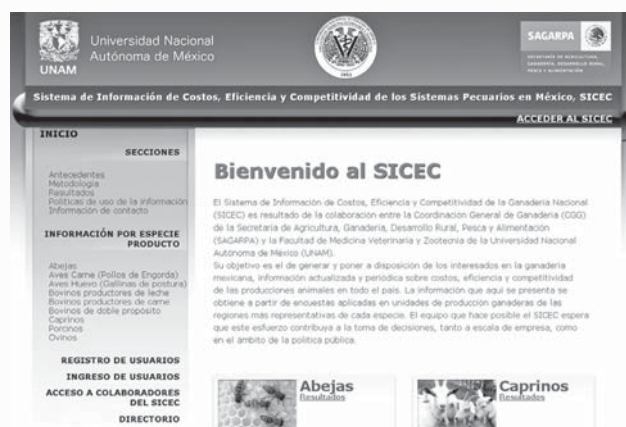 UNAM
Universidad Nacional
Autónoma de México
SAGARPA
SECRETARÍA DE AGRICULTURA,
GANADERÍA, DESARROLLO RURAL,
PESCA Y ALIMENTACIÓN
Sistema de Información de Costos, Eficiencia y Competitividad de los Sistemas Pecuarios en México, SICEC
ACCEDER AL SICEC
INICIO
SECCIONES
Antecedentes
Metodología
Resultados
Políticas de uso de la información
Información de contacto
INFORMACIÓN POR ESPECIE
PRODUCTO
Abejas
Aves Carne (Pollos de Engorda)
Aves Huevo (Gallinas de postura)
Bovinos productores de leche
Bovinos productores de carne
Bovinos de doble propósito
Caprinos
Porcinos
Ovinos
REGISTRO DE USUARIOS
INGRESO DE USUARIOS
ACCESO A COLABORADORES
DEL SICEC
DIRECTORIO
Bienvenido al SICEC
El Sistema de Información de Costos, Eficiencia y Competitividad de la Ganadería Nacional
(SICEC) es resultado de la colaboración entre la Coordinación General de Ganadería (CGG)
de la Secretaría de Agricultura, Ganadería, Desarrollo Rural, Pesca y Alimentación
(SAGARPA) y la Facultad de Medicina Veterinaria y Zootecnia de la Universidad Nacional
Autónoma de México (UNAM).
Su objetivo es el de generar y poner a disposición de los interesados en la ganadería
mexicana, información actualizada y periódica sobre costos, eficiencia y competitividad
de las producciones animales en todo el país. La información que aquí se presenta se
obtiene a partir de encuestas aplicadas en unidades de producción ganaderas de las
regiones más representativas de cada especie. El equipo que hace posible el SICEC espera
que este esfuerzo contribuya a la toma de decisiones, tanto a escala de empresa, como
en el ámbito de la política pública.
Abejas
Resultados
Caprinos
Resultados